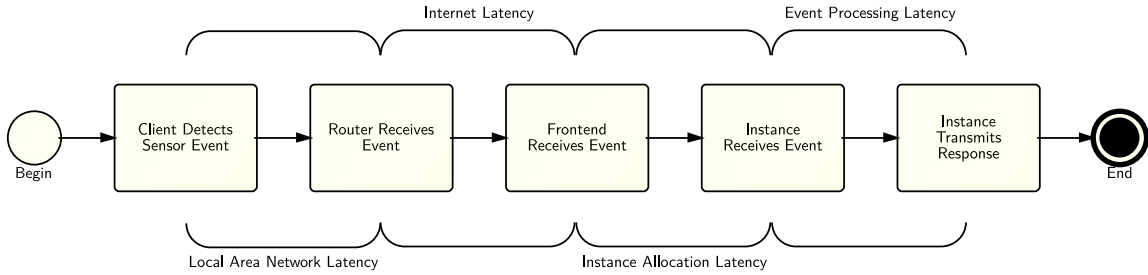 Internet Latency
Event Processing Latency
Begin
Client Detects
Sensor Event
Router Receives
Event
Frontend
Receives Event
Instance
Receives Event
Instance
Transmits
Response
End
Local Area Network Latency
Instance Allocation Latency